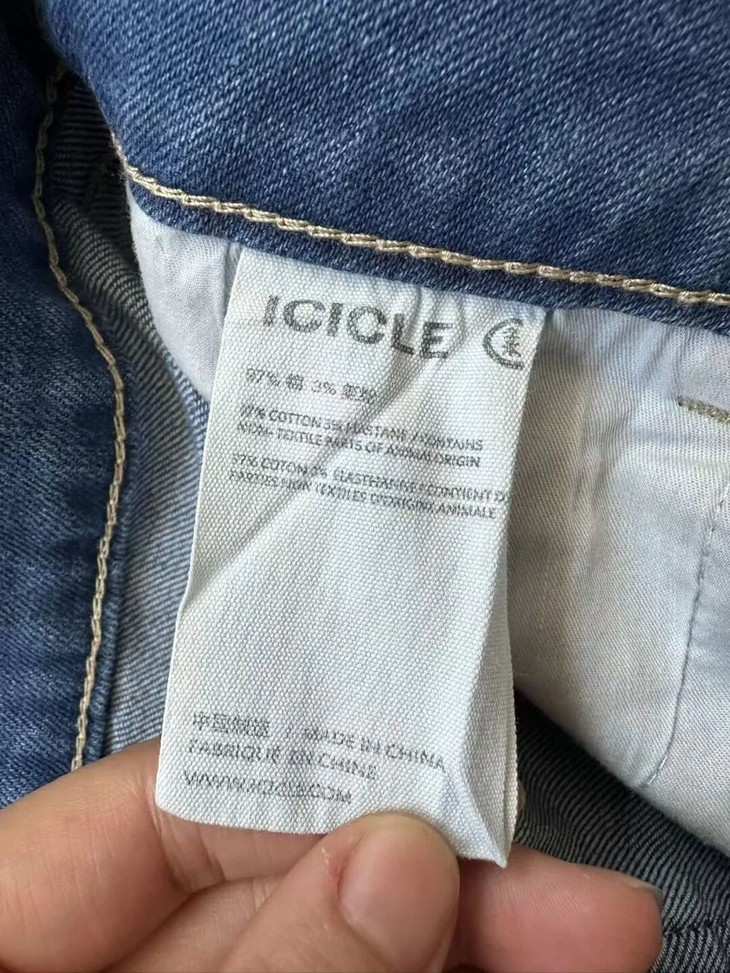 ICICLE
97% 棉 3% 氨纶
97% COTTON 3% ELASTANE / CONTAINS
NON-TEXTILE PARTS OF ANIMAL ORIGIN
97% COTON 3% ÉLASTHANNE / CONTIENT D
PARTIES NON TEXTILES D'ORIGINE ANIMALE
中国制造 / MADE IN CHINA
FABRIQUÉ EN CHINE
WWW.ICICLE.COM